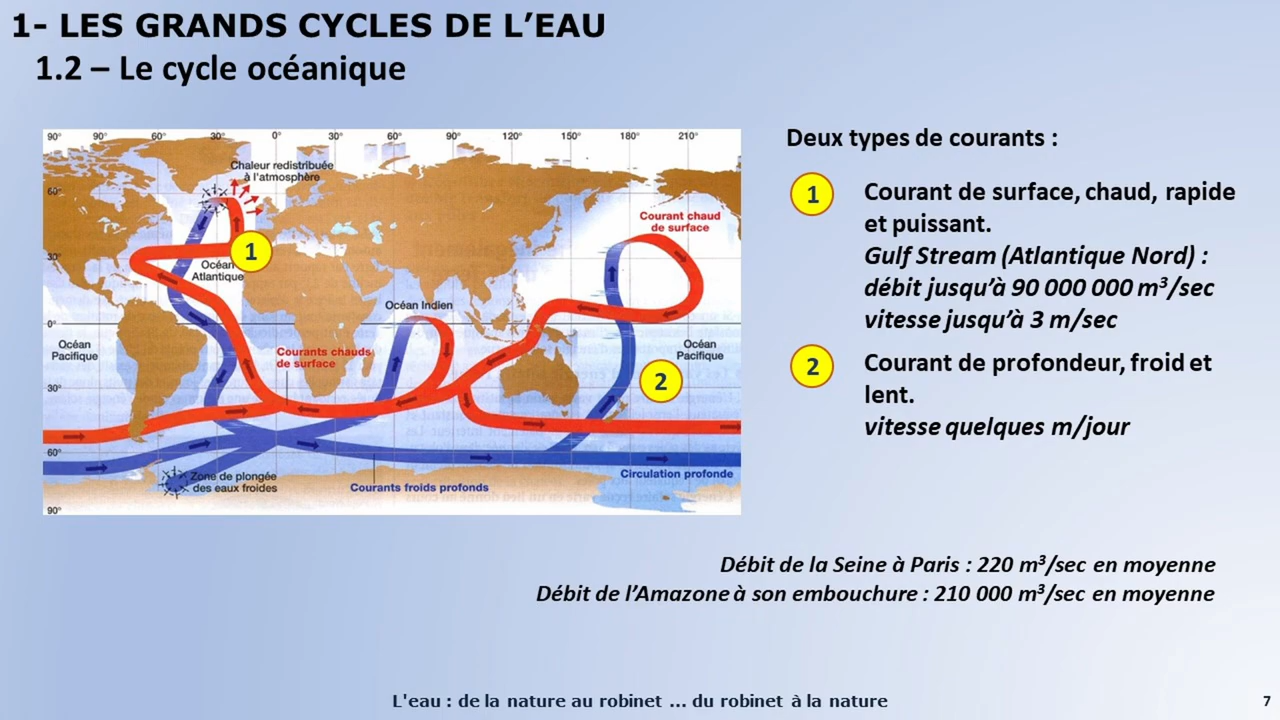 1- LES GRANDS CYCLES DE L’EAU
1.2 – Le cycle océanique
90° 90° 60° 30° 0° 30° 60° 90° 120° 150° 180° 210°
Chaleur redistribuée
à l'atmosphère
60°
Courant chaud
de surface
1
30°
Océan
Atlantique
Océan Indien
0°
Océan
Pacifique
Courants chauds
de surface
Océan
Pacifique
30°
2
60°
Zone de plongée
des eaux froides
Courants froids profonds
Circulation profonde
90°
Deux types de courants :
1
Courant de surface, chaud, rapide
et puissant.
Gulf Stream (Atlantique Nord) :
débit jusqu’à 90 000 000 m³/sec
vitesse jusqu’à 3 m/sec
2
Courant de profondeur, froid et
lent.
vitesse quelques m/jour
Débit de la Seine à Paris : 220 m³/sec en moyenne
Débit de l’Amazone à son embouchure : 210 000 m³/sec en moyenne
L'eau : de la nature au robinet ... du robinet à la nature
7